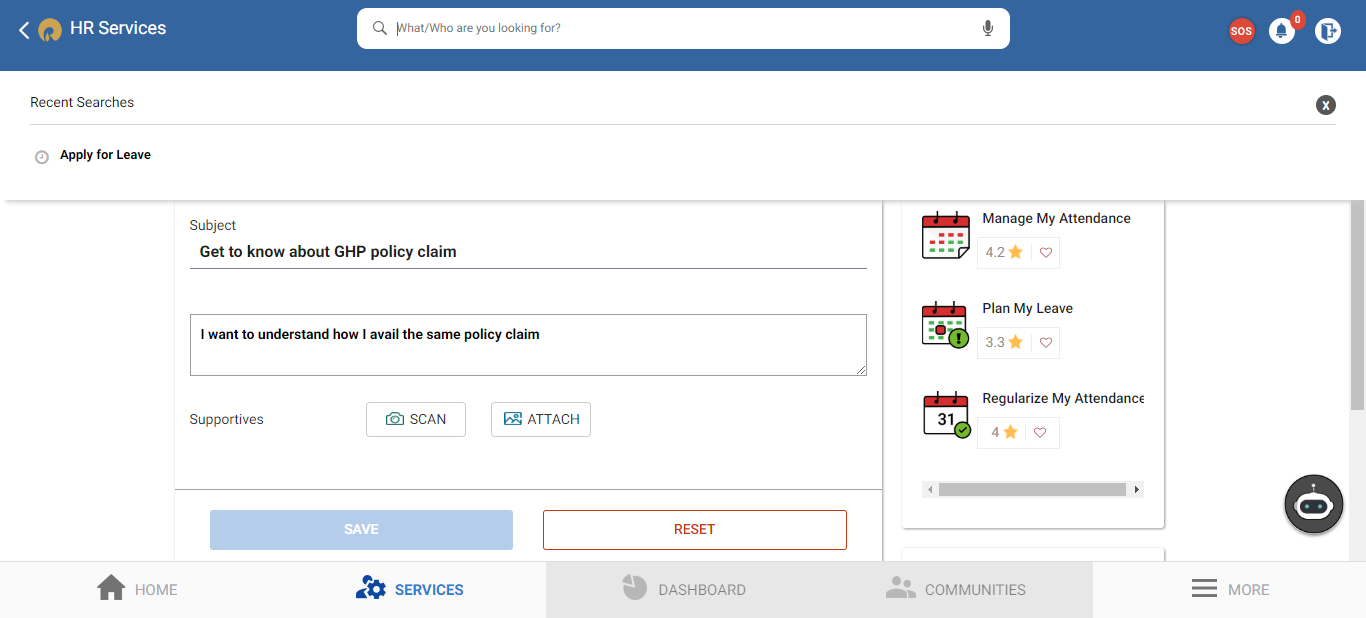 HR Services
What/Who are you looking for?
SOS
0
Recent Searches
X
Apply for Leave
Subject
Get to know about GHP policy claim
I want to understand how I avail the same policy claim
Supportives
SCAN
ATTACH
SAVE
RESET
Manage My Attendance
4.2
Plan My Leave
3.3
31
Regularize My Attendance
4
HOME
SERVICES
DASHBOARD
COMMUNITIES
MORE